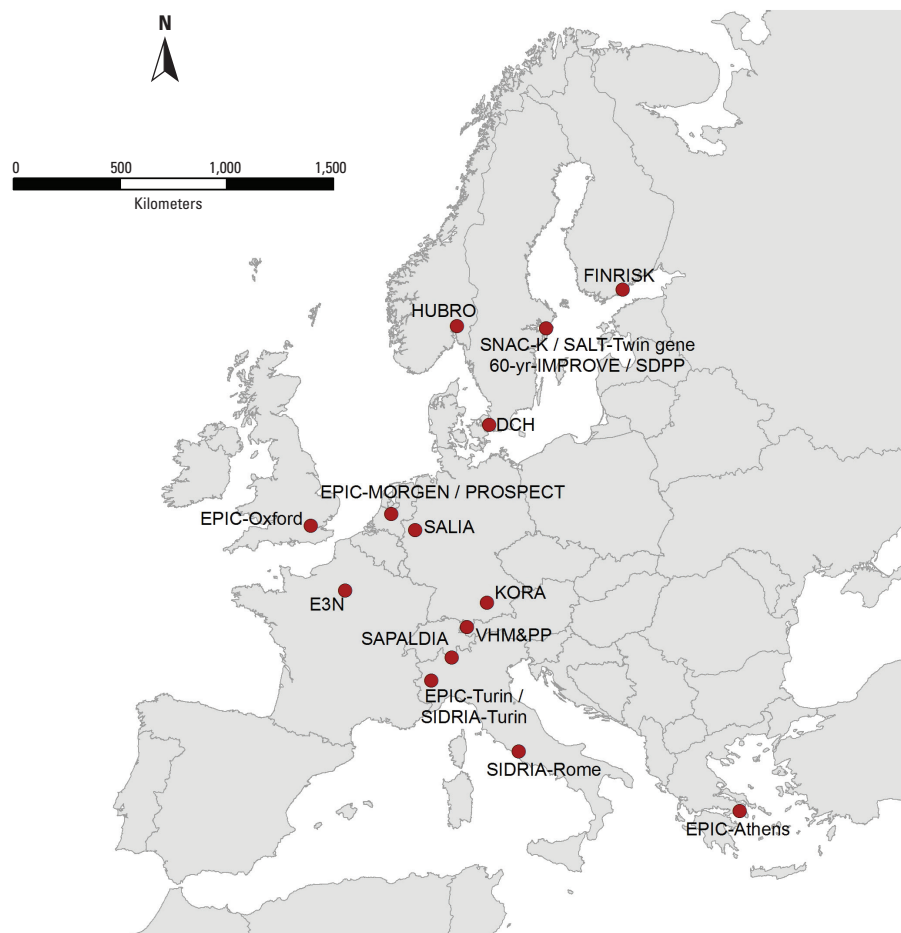 N
0 500 1,000 1,500
Kilometers
FINRISK
HUBRO
SNAC-K / SALT-Twin gene
60-yr-IMPROVE / SDPP
DCH
EPIC-MORGEN / PROSPECT
EPIC-Oxford
SALIA
E3N
KORA
VHM&PP
SAPALDIA
EPIC-Turin /
SIDRIA-Turin
SIDRIA-Rome
EPIC-Athens